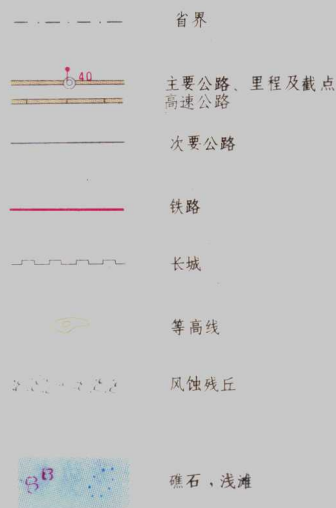 省界
40
主要公路、里程及截点
高速公路
次要公路
铁路
长城
等高线
风蚀残丘
礁石，浅滩